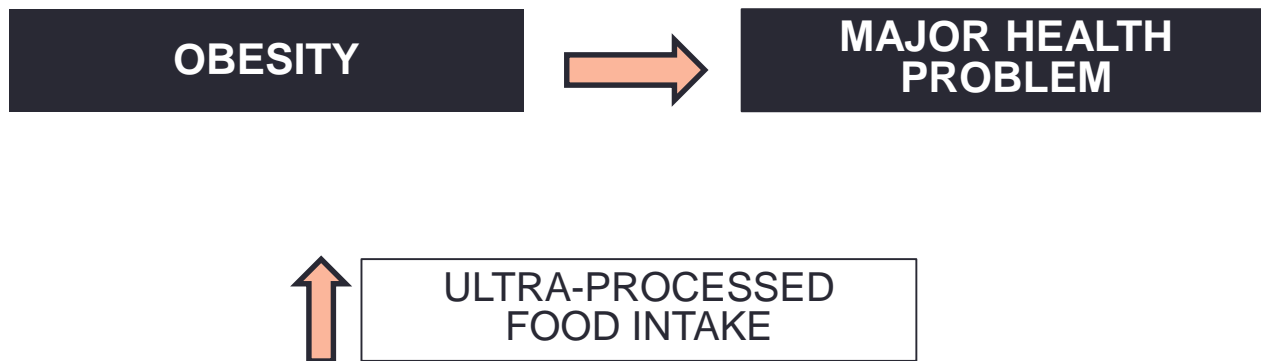 OBESITY
MAJOR HEALTH
PROBLEM
ULTRA-PROCESSED
FOOD INTAKE